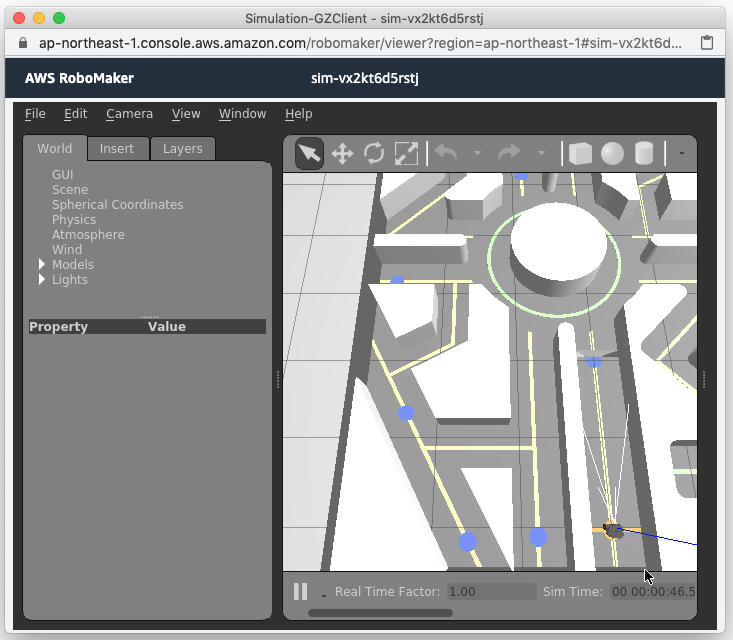 Simulation-GZClient - sim-vx2kt6d5rstj
ap-northeast-1.console.aws.amazon.com/robomaker/viewer?region=ap-northeast-1#sim-vx2kt6d...
AWS RoboMaker sim-vx2kt6d5rstj
File Edit Camera View Window Help
World Insert Layers
GUI
Scene
Spherical Coordinates
Physics
Atmosphere
Wind
Models
Lights
Property Value
Real Time Factor: 1.00 Sim Time: 00 00:00:46.5